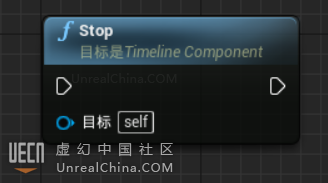 Stop
目标是Timeline Component
UnrealChina.COM
目标 self
UECN
虚幻中国社区
UnrealChina.COM